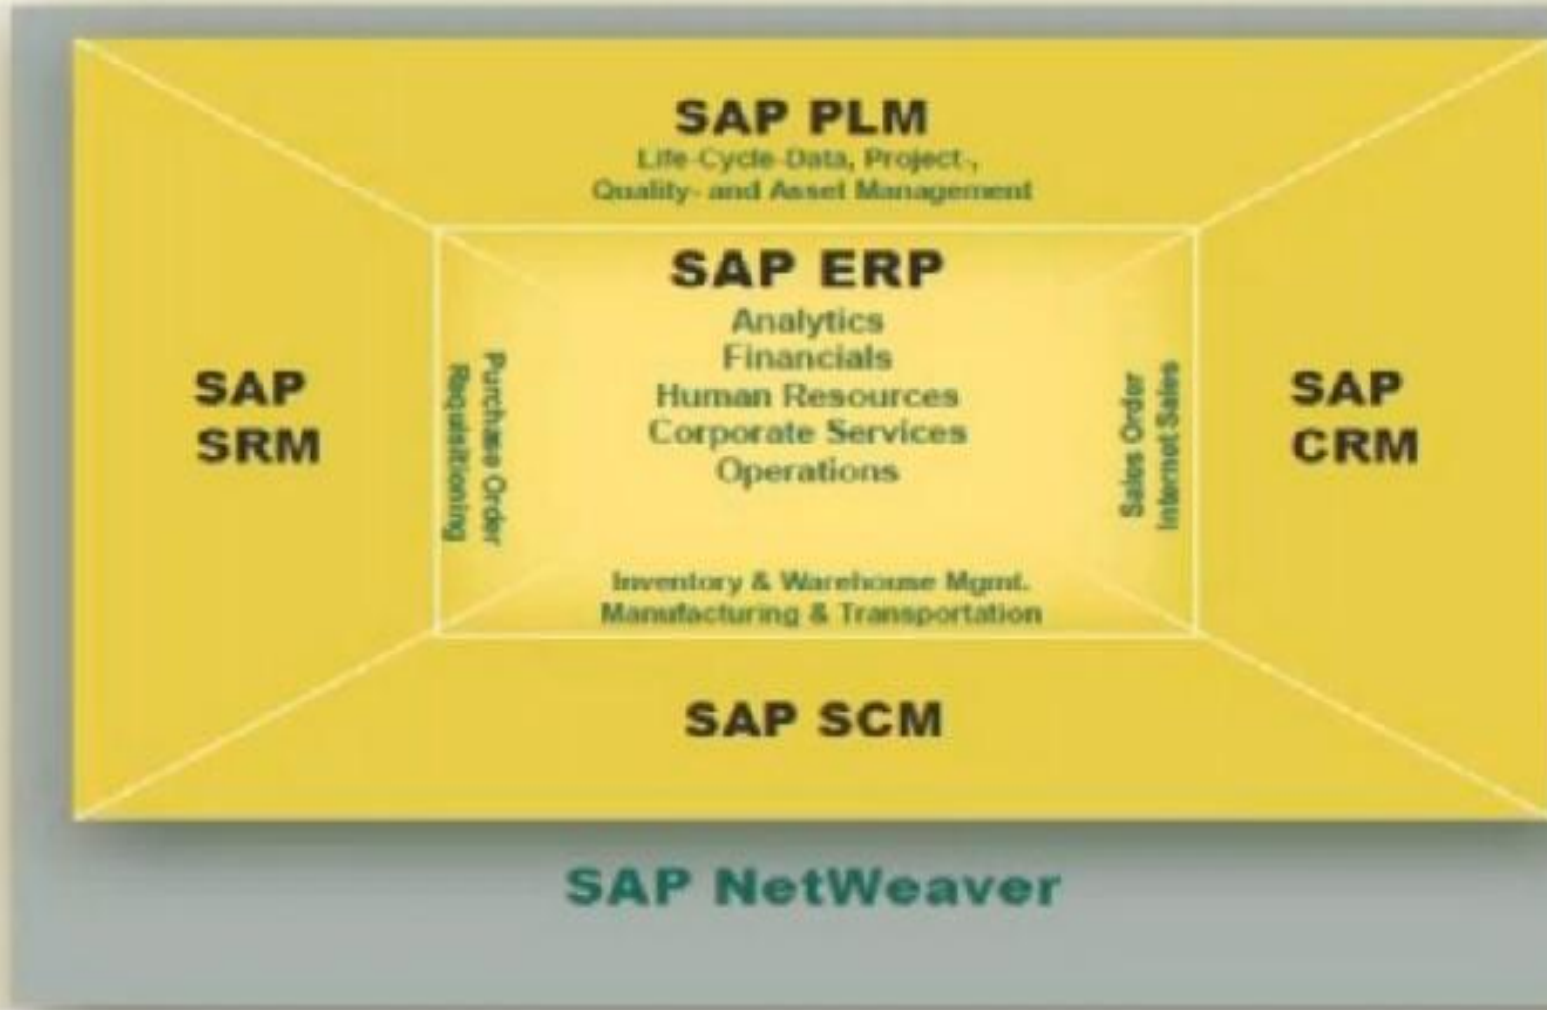 SAP PLM
Life-Cycle-Data, Project-,
Quality- and Asset Management
SAP ERP
Analytics
Financials
Human Resources
Corporate Services
Operations
SAP
SRM
Purchase Order
Requisitioning
Sales Order
Internet Sales
SAP
CRM
Inventory & Warehouse Mgmt.
Manufacturing & Transportation
SAP SCM
SAP NetWeaver